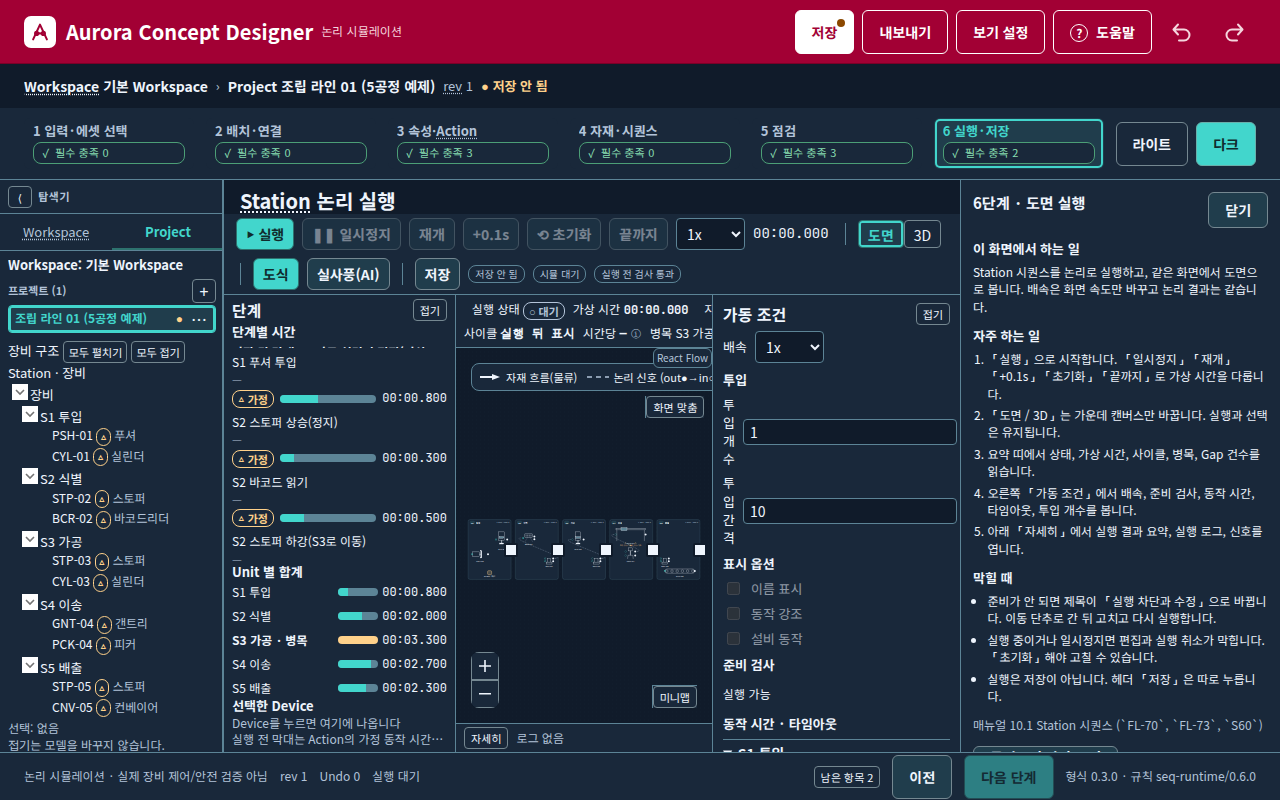 Aurora Concept Designer 논리 시뮬레이션
저장
내보내기
보기 설정
? 도움말
Workspace 기본 Workspace › Project 조립 라인 01 (5공정 예제) rev 1 ● 저장 안 됨
1 입력·에셋 선택
✓ 필수 충족 0
2 배치·연결
✓ 필수 충족 0
3 속성·Action
✓ 필수 충족 3
4 자재·시퀀스
✓ 필수 충족 0
5 점검
✓ 필수 충족 3
6 실행·저장
✓ 필수 충족 2
라이트
다크
⟨ 탐색기
Workspace
Project
Workspace: 기본 Workspace
프로젝트 (1)
+
조립 라인 01 (5공정 예제) ● ⋯
장비 구조 모두 펼치기 모두 접기
Station · 장비
장비
S1 투입
PSH-01 푸셔
CYL-01 실린더
S2 식별
STP-02 스토퍼
BCR-02 바코드리더
S3 가공
STP-03 스토퍼
CYL-03 실린더
S4 이송
GNT-04 갠트리
PCK-04 피커
S5 배출
STP-05 스토퍼
CNV-05 컨베이어
선택: 없음
접기는 모델을 바꾸지 않습니다.
Station 논리 실행
▶ 실행
❚❚ 일시정지
재개
+0.1s
⟲ 초기화
끝까지
1x
00:00.000
도면
3D
도식
실사풍(AI)
저장
저장 안 됨
시뮬 대기
실행 전 검사 통과
단계
접기
단계별 시간
S1 푸셔 투입
—
▵ 가정 00:00.800
S2 스토퍼 상승(정지)
—
▵ 가정 00:00.300
S2 바코드 읽기
—
▵ 가정 00:00.500
S2 스토퍼 하강(S3로 이동)
—
Unit 별 합계
S1 투입 00:00.800
S2 식별 00:02.000
S3 가공 · 병목 00:03.300
S4 이송 00:02.700
S5 배출 00:02.300
선택한 Device
Device를 누르면 여기에 나옵니다
실행 전 막대는 Action의 가정 동작 시간…
실행 상태 ○ 대기 가상 시간 00:00.000
사이클 실행 뒤 표시 시간당 — ⓘ 병목 S3 가공
React Flow
자재 흐름(물류) 논리 신호 (out●→in○
화면 맞춤
+
−
미니맵
자세히 로그 없음
가동 조건
접기
배속 1x
투입
투입 개수 1
투입 간격 10
표시 옵션
이름 표시
동작 강조
설비 동작
준비 검사
실행 가능
동작 시간 · 타임아웃
6단계 · 도면 실행
닫기
이 화면에서 하는 일
Station 시퀀스를 논리로 실행하고, 같은 화면에서 도면으
로 봅니다. 배속은 화면 속도만 바꾸고 논리 결과는 같습니
다.
자주 하는 일
1. 「실행」으로 시작합니다. 「일시정지」「재개」
「+0.1s」「초기화」「끝까지」로 가상 시간을 다룹니
다.
2. 「도면 / 3D」는 가운데 캔버스만 바꿉니다. 실행과 선택
은 유지됩니다.
3. 요약 띠에서 상태, 가상 시간, 사이클, 병목, Gap 건수를
읽습니다.
4. 오른쪽 「가동 조건」에서 배속, 준비 검사, 동작 시간,
타임아웃, 투입 개수를 봅니다.
5. 아래 「자세히」에서 실행 결과 요약, 실행 로그, 신호를
엽니다.
막힐 때
• 준비가 안 되면 제목이 「실행 차단과 수정」으로 바뀝니
다. 이동 단추로 간 뒤 고치고 다시 실행합니다.
• 실행 중이거나 일시정지면 편집과 실행 취소가 막힙니다.
「초기화」해야 고칠 수 있습니다.
• 실행은 저장이 아닙니다. 헤더 「저장」은 따로 누릅니
다.
매뉴얼 10.1 Station 시퀀스 (`FL-70`, `FL-73`, `S60`)
논리 시뮬레이션 · 실제 장비 제어/안전 검증 아님 rev 1 Undo 0 실행 대기
남은 항목 2
이전
다음 단계
형식 0.3.0 · 규칙 seq-runtime/0.6.0